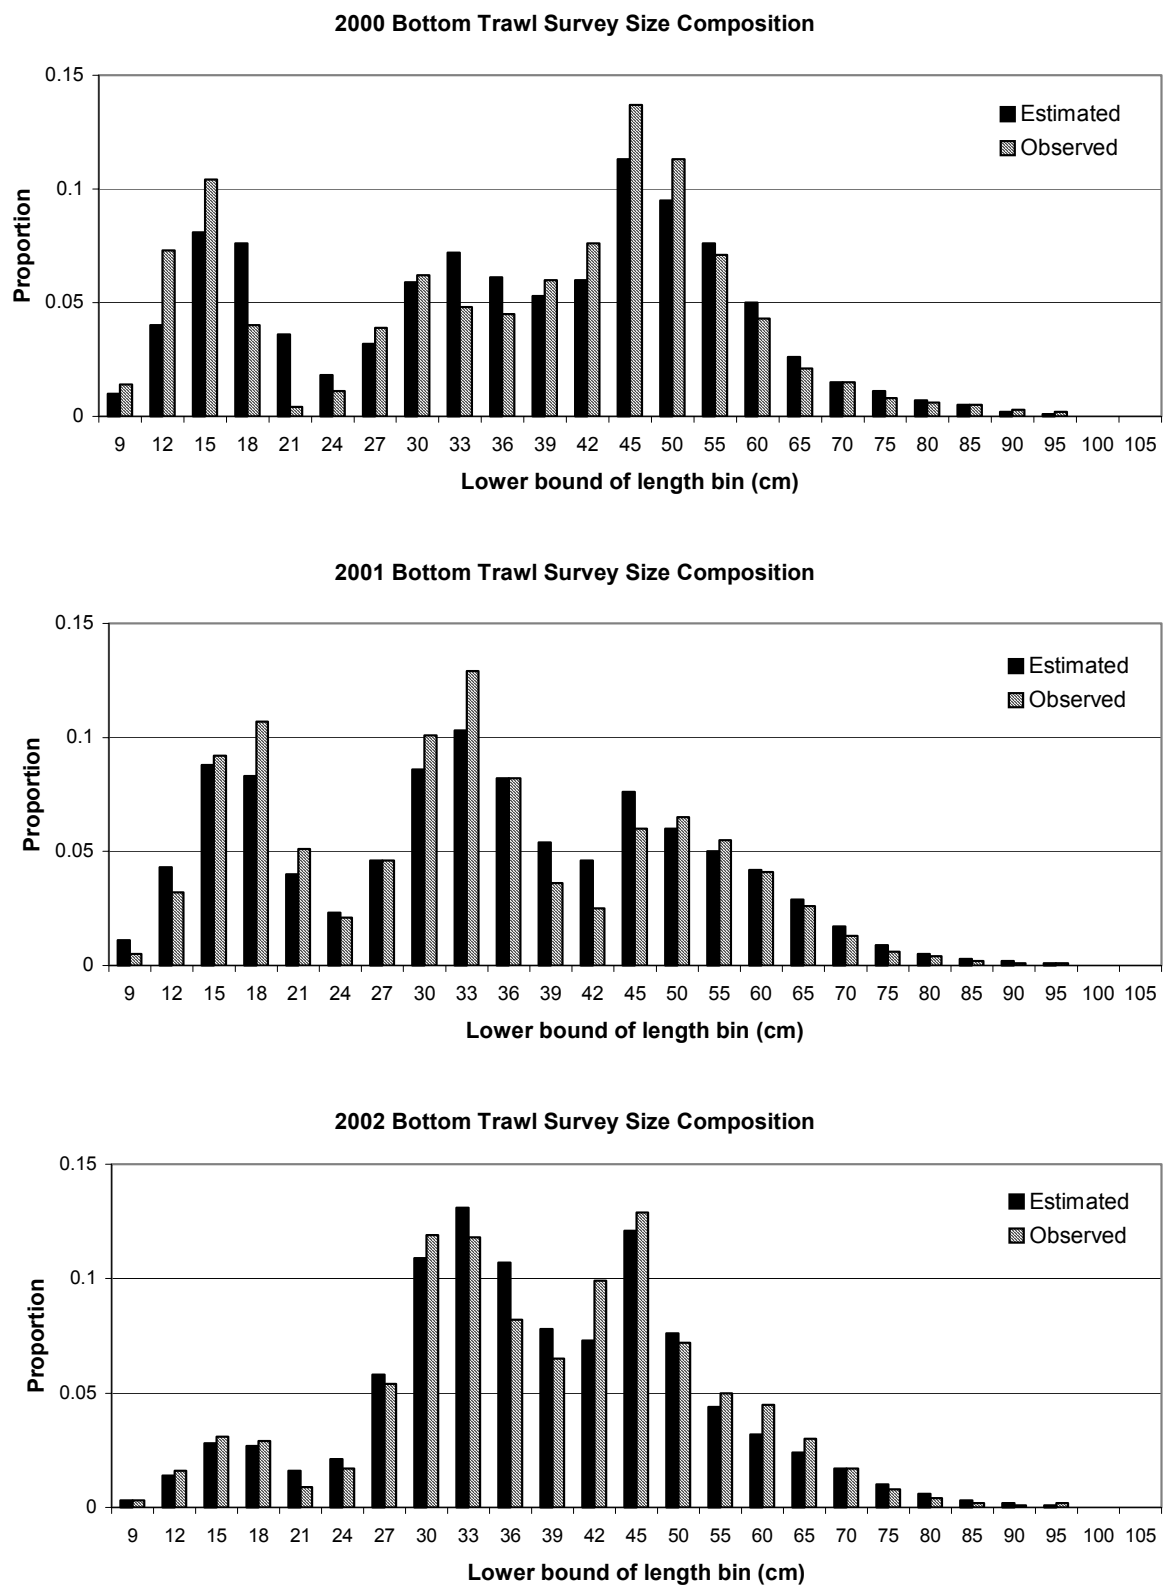 2000 Bottom Trawl Survey Size Composition
0.15
0.1
0.05
0
Proportion
Estimated
Observed
9 12 15 18 21 24 27 30 33 36 39 42 45 50 55 60 65 70 75 80 85 90 95 100 105
Lower bound of length bin (cm)
2001 Bottom Trawl Survey Size Composition
0.15
0.1
0.05
0
Proportion
Estimated
Observed
9 12 15 18 21 24 27 30 33 36 39 42 45 50 55 60 65 70 75 80 85 90 95 100 105
Lower bound of length bin (cm)
2002 Bottom Trawl Survey Size Composition
0.15
0.1
0.05
0
Proportion
Estimated
Observed
9 12 15 18 21 24 27 30 33 36 39 42 45 50 55 60 65 70 75 80 85 90 95 100 105
Lower bound of length bin (cm)